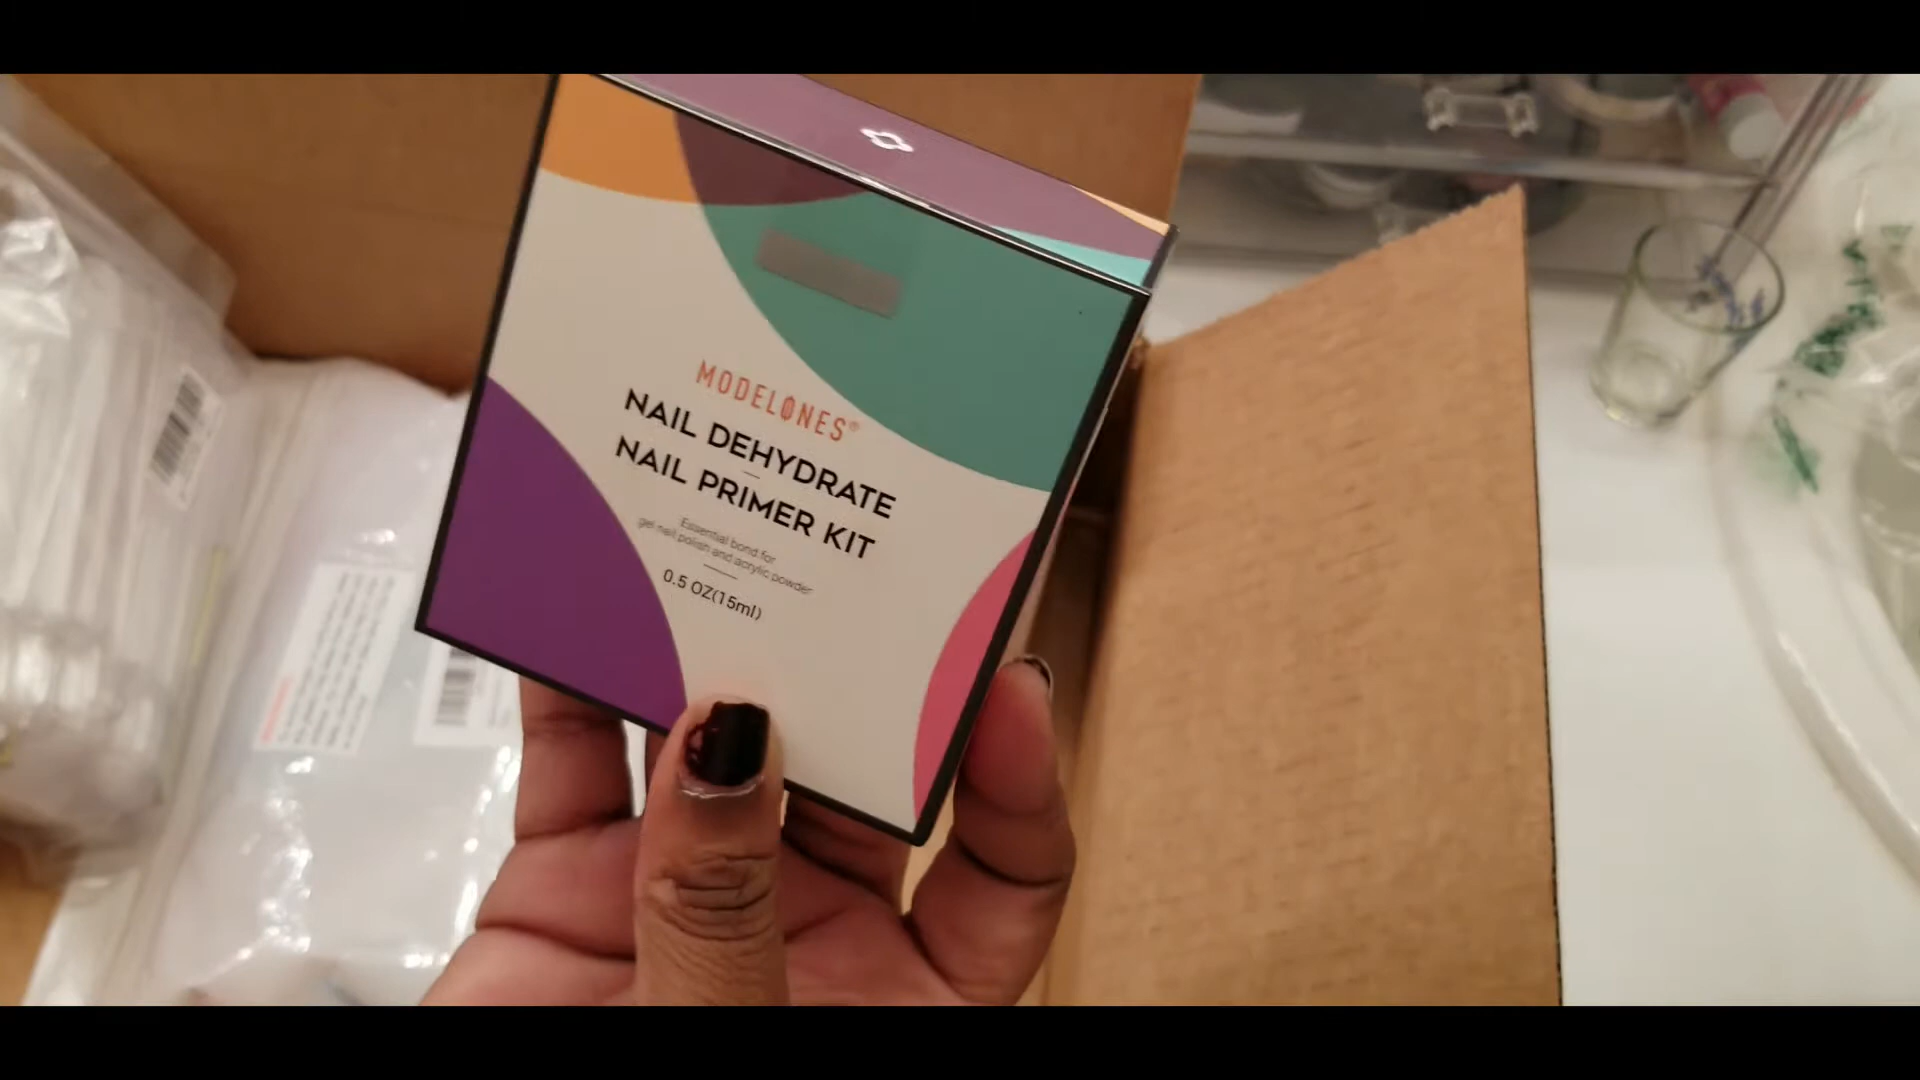 MODELONES®
NAIL DEHYDRATE
NAIL PRIMER KIT
Essential bond for
gel nail polish and acrylic powder
0.5 OZ(15ml)